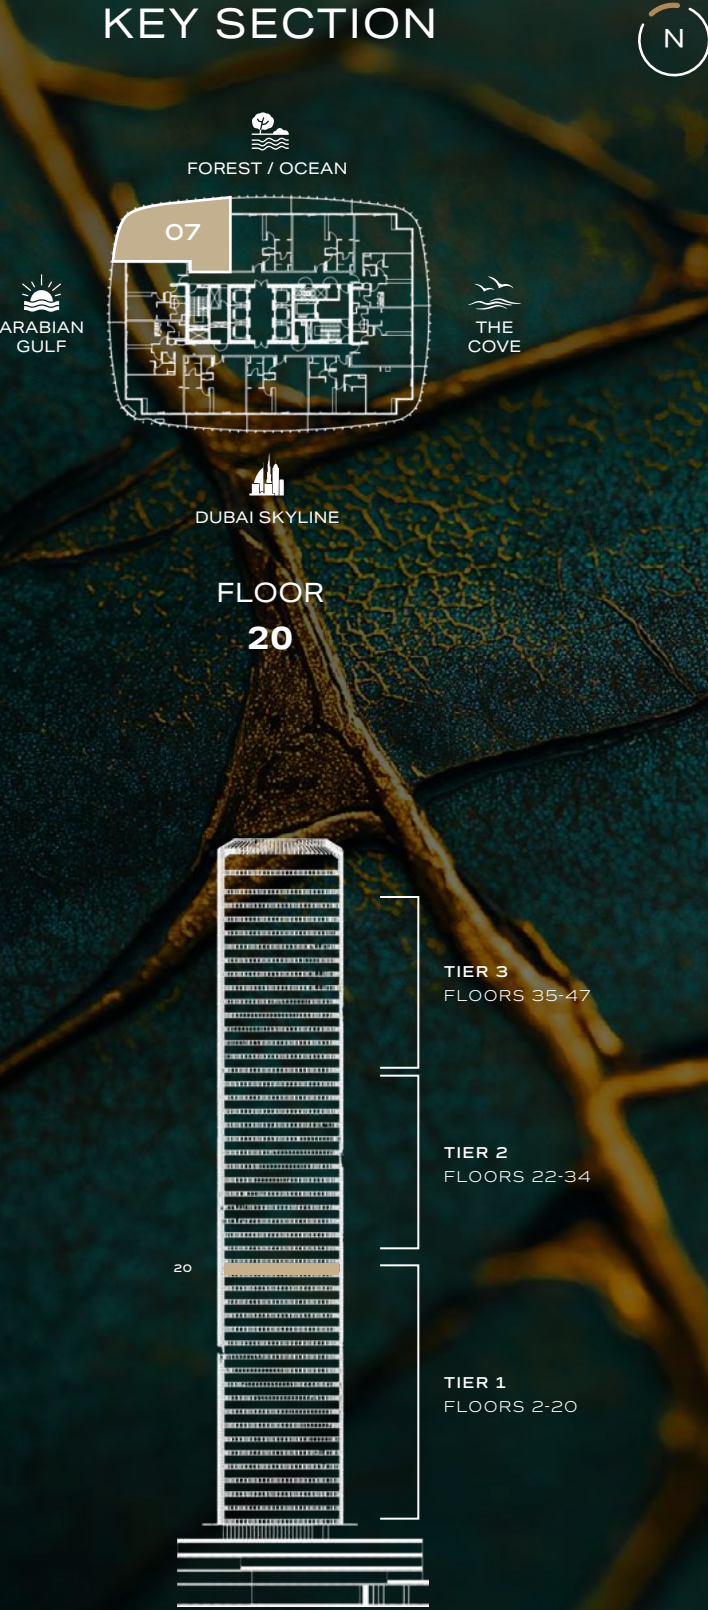 KEY SECTION
N
FOREST / OCEAN
07
ARABIAN
GULF
THE
COVE
DUBAI SKYLINE
FLOOR
20
TIER 3
FLOORS 35-47
TIER 2
FLOORS 22-34
20
TIER 1
FLOORS 2-20